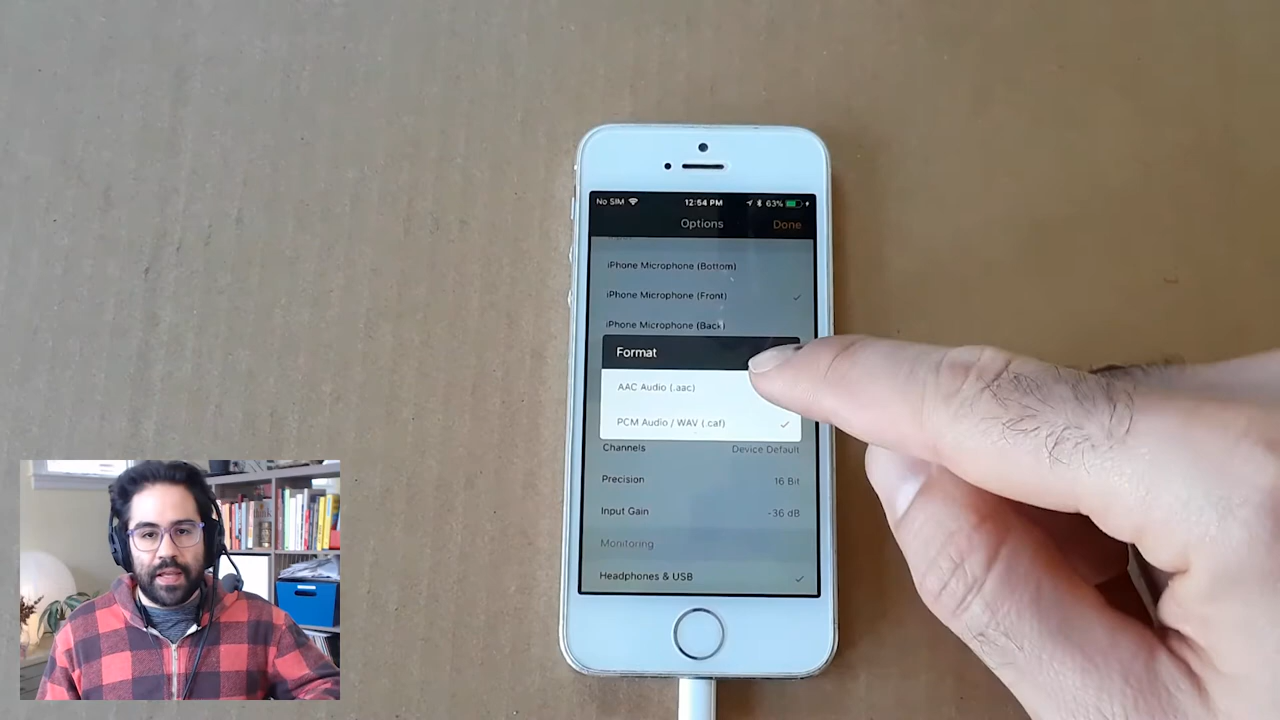 No SIM 12:54 PM 63%
Options Done
iPhone Microphone (Bottom)
iPhone Microphone (Front)
iPhone Microphone (Back)
Format
AAC Audio (.aac)
PCM Audio / WAV (.caf)
Channels Device Default
Precision 16 Bit
Input Gain -36 dB
Monitoring
Headphones & USB